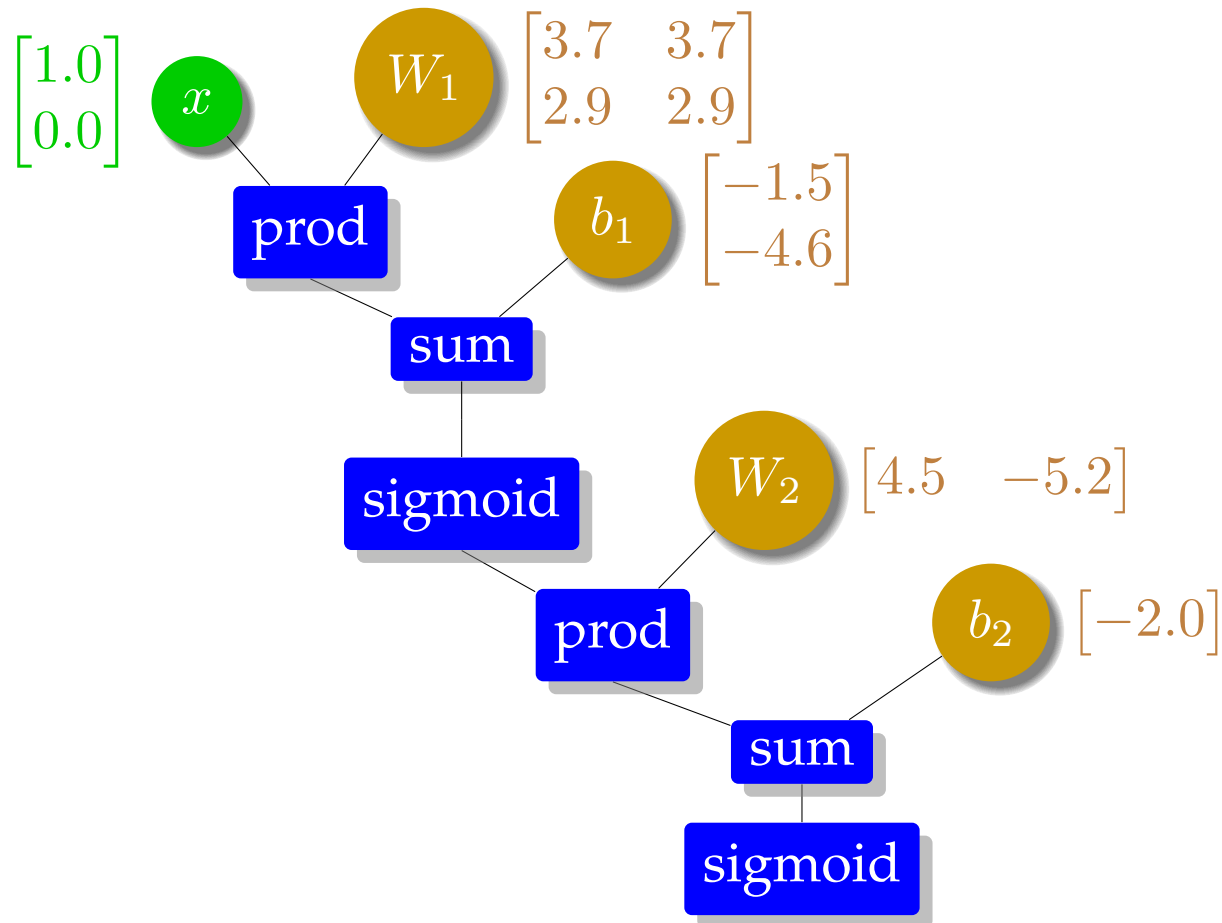 [1.0
0.0]
x
W₁
[3.7 3.7
2.9 2.9]
prod
b₁
[−1.5
−4.6]
sum
sigmoid
W₂
[4.5 −5.2]
prod
b₂
[−2.0]
sum
sigmoid